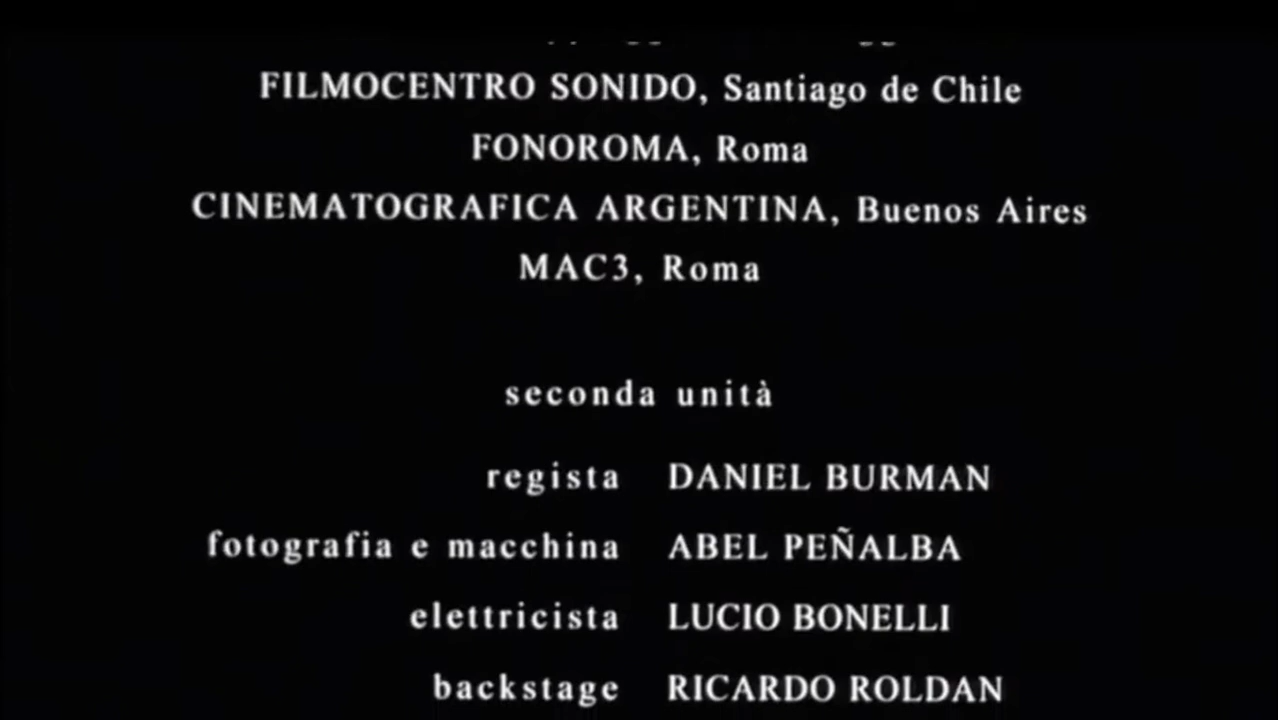 FILMOCENTRO SONIDO, Santiago de Chile
FONOROMA, Roma
CINEMATOGRAFICA ARGENTINA, Buenos Aires
MAC3, Roma
seconda unità
regista DANIEL BURMAN
fotografia e macchina ABEL PEÑALBA
elettricista LUCIO BONELLI
backstage RICARDO ROLDAN